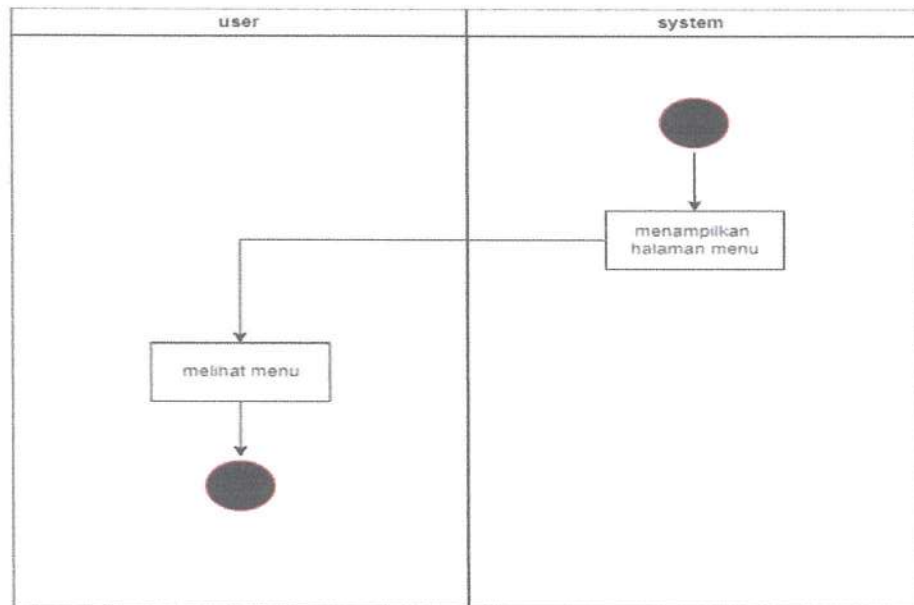 user
system
menampilkan
halaman menu
melihat menu